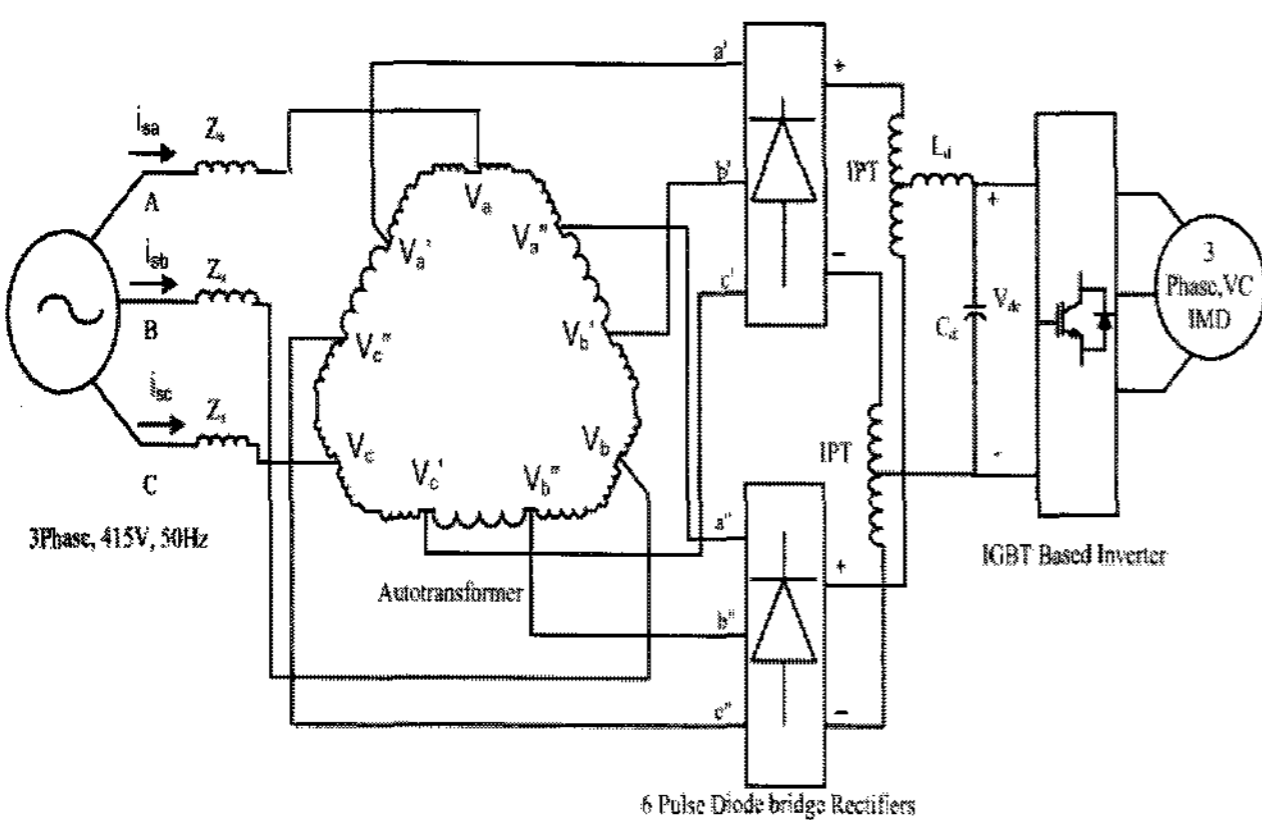 a'
i_sa
Z_s
A
V_a
V_a'
V_a"
b'
IPT
L_d
+
+
i_sb
Z_s
B
c'
-
V_c"
V_b'
C_d
V_dc
3
Phase,VC
IMD
i_sc
Z_s
C
V_c
V_c'
V_b"
V_b
IPT
-
3Phase, 415V, 50Hz
a"
+
IGBT Based Inverter
Autotransformer
b"
c"
-
6 Pulse Diode bridge Rectifiers